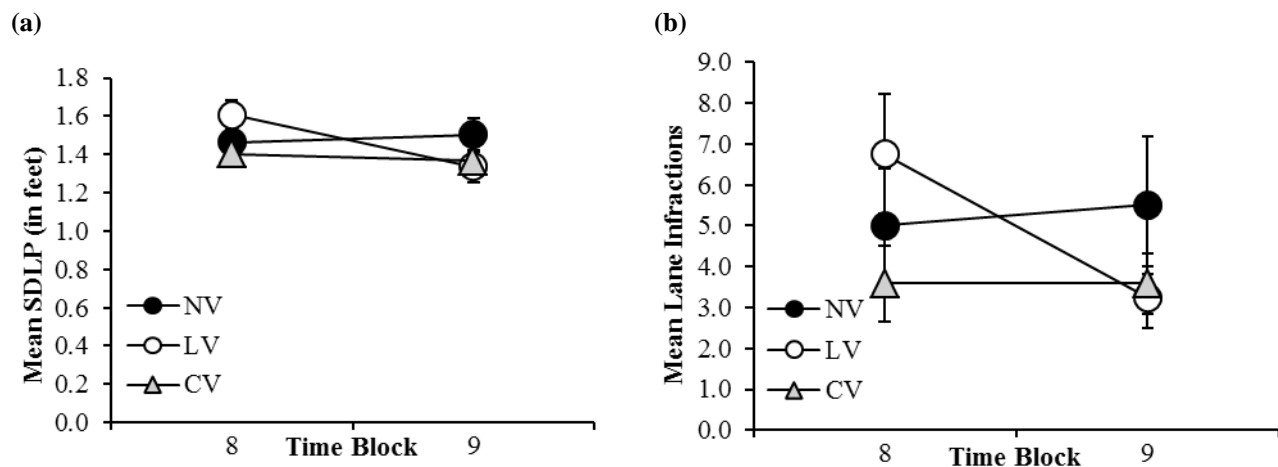 (a)
Mean SDLP (in feet)
1.8
1.6
1.4
1.2
1.0
0.8
0.6
0.4
0.2
0.0
NV
LV
CV
8
Time Block
9
(b)
Mean Lane Infractions
9.0
8.0
7.0
6.0
5.0
4.0
3.0
2.0
1.0
0.0
NV
LV
CV
8
Time Block
9